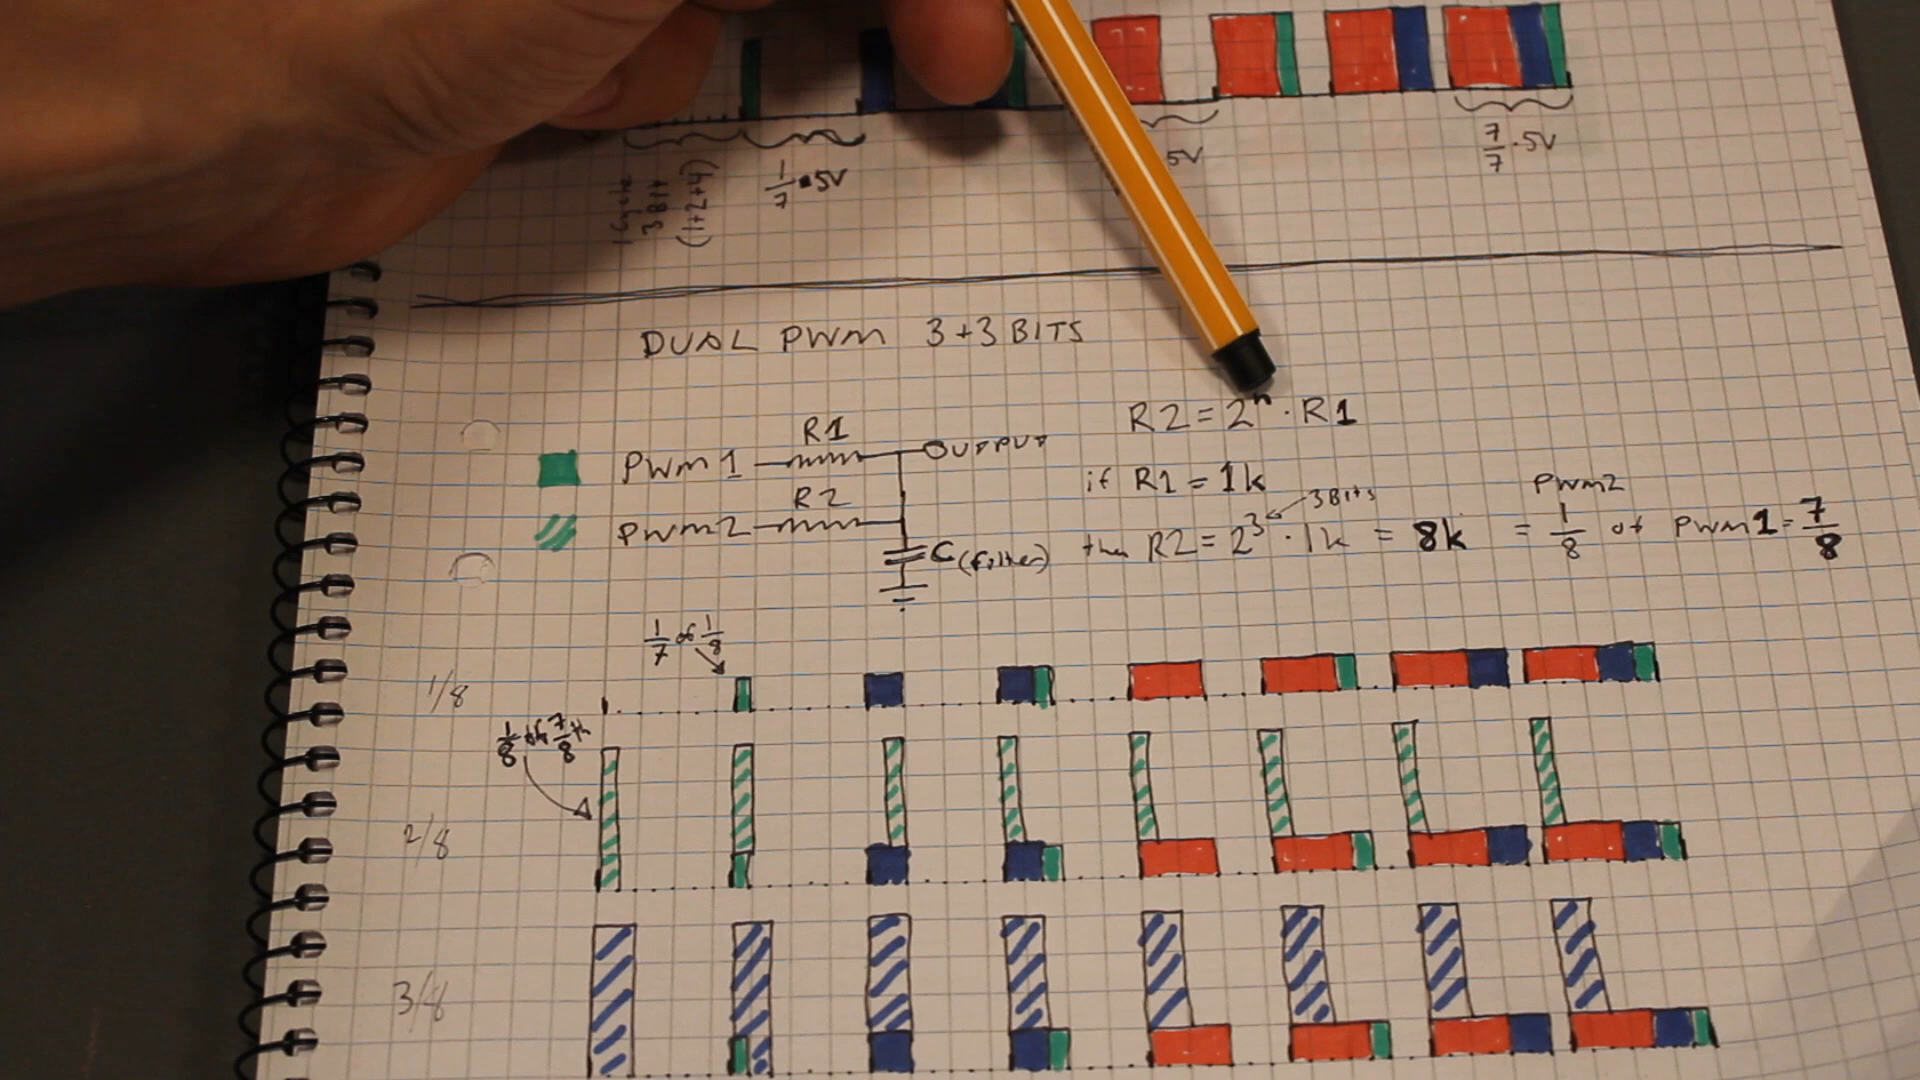 1 Cycle
3 Bit
(1+2+4)
1/7 • 5V
5V
7/7 · 5V
DUAL PWM 3+3 BITS
R1
PWM1
OUTPUT
R2
PWM2
C (filter)
R2 = 2ⁿ · R1
if R1 = 1k
3 Bits
then R2 = 2³ · 1k = 8k = 1/8 of PWM1 = 7/8
PWM2
1/7 of 1/8
1/8
1/8 of 7/8th
2/8
3/8